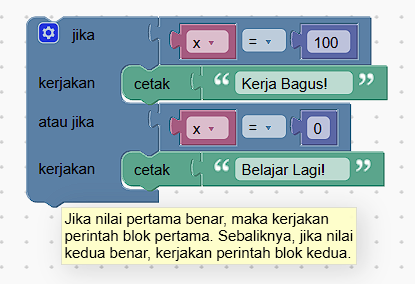 jika x = 100
kerjakan cetak “ Kerja Bagus! ”
atau jika x = 0
kerjakan cetak “ Belajar Lagi! ”
Jika nilai pertama benar, maka kerjakan
perintah blok pertama. Sebaliknya, jika nilai
kedua benar, kerjakan perintah blok kedua.